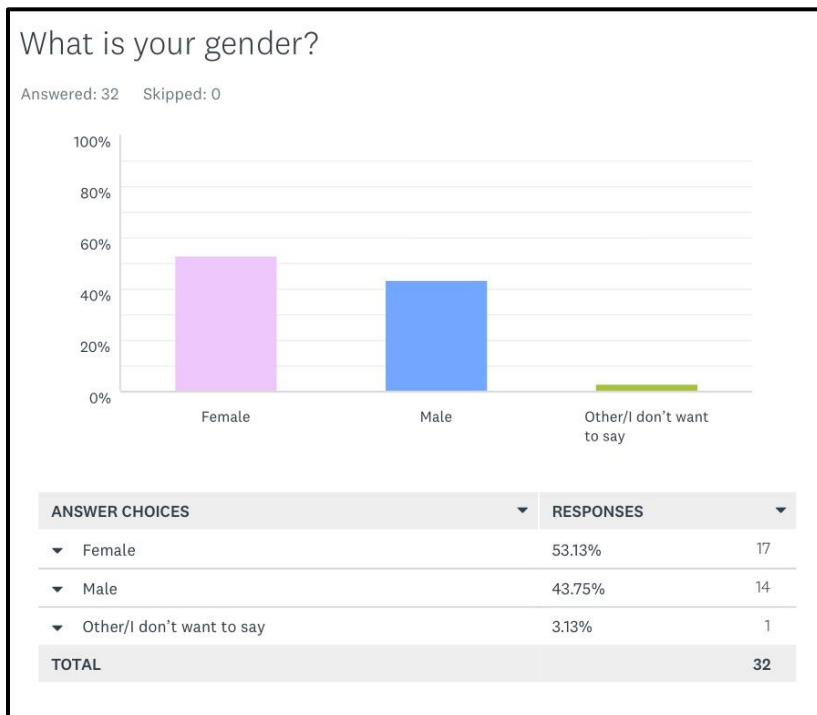 What is your gender?
Answered: 32 Skipped: 0
100%
80%
60%
40%
20%
0%
Female Male Other/I don't want
to say
ANSWER CHOICES RESPONSES
Female 53.13% 17
Male 43.75% 14
Other/I don't want to say 3.13% 1
TOTAL 32